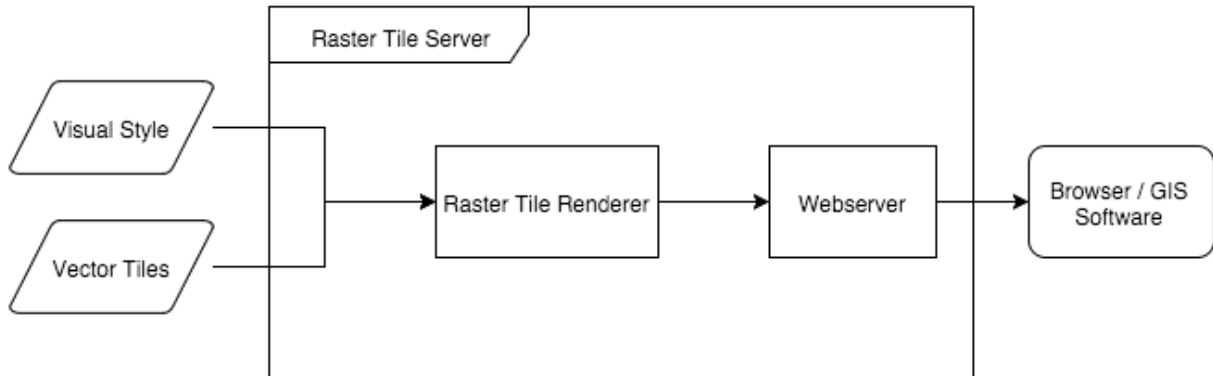 Raster Tile Server
Visual Style
Vector Tiles
Raster Tile Renderer
Webserver
Browser / GIS
Software